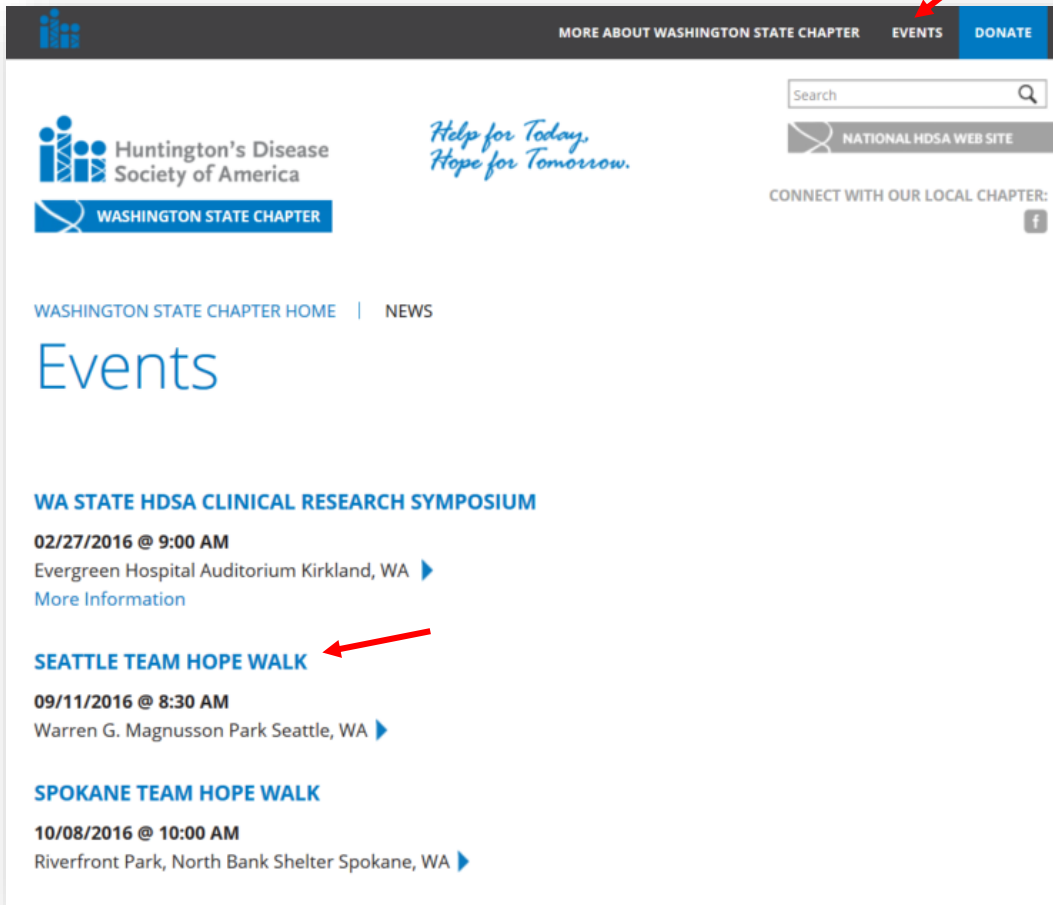 MORE ABOUT WASHINGTON STATE CHAPTER EVENTS DONATE
Search
Huntington's Disease
Society of America
WASHINGTON STATE CHAPTER
Help for Today,
Hope for Tomorrow.
NATIONAL HDSA WEB SITE
CONNECT WITH OUR LOCAL CHAPTER:
f
WASHINGTON STATE CHAPTER HOME | NEWS
Events
WA STATE HDSA CLINICAL RESEARCH SYMPOSIUM
02/27/2016 @ 9:00 AM
Evergreen Hospital Auditorium Kirkland, WA
More Information
SEATTLE TEAM HOPE WALK
09/11/2016 @ 8:30 AM
Warren G. Magnusson Park Seattle, WA
SPOKANE TEAM HOPE WALK
10/08/2016 @ 10:00 AM
Riverfront Park, North Bank Shelter Spokane, WA